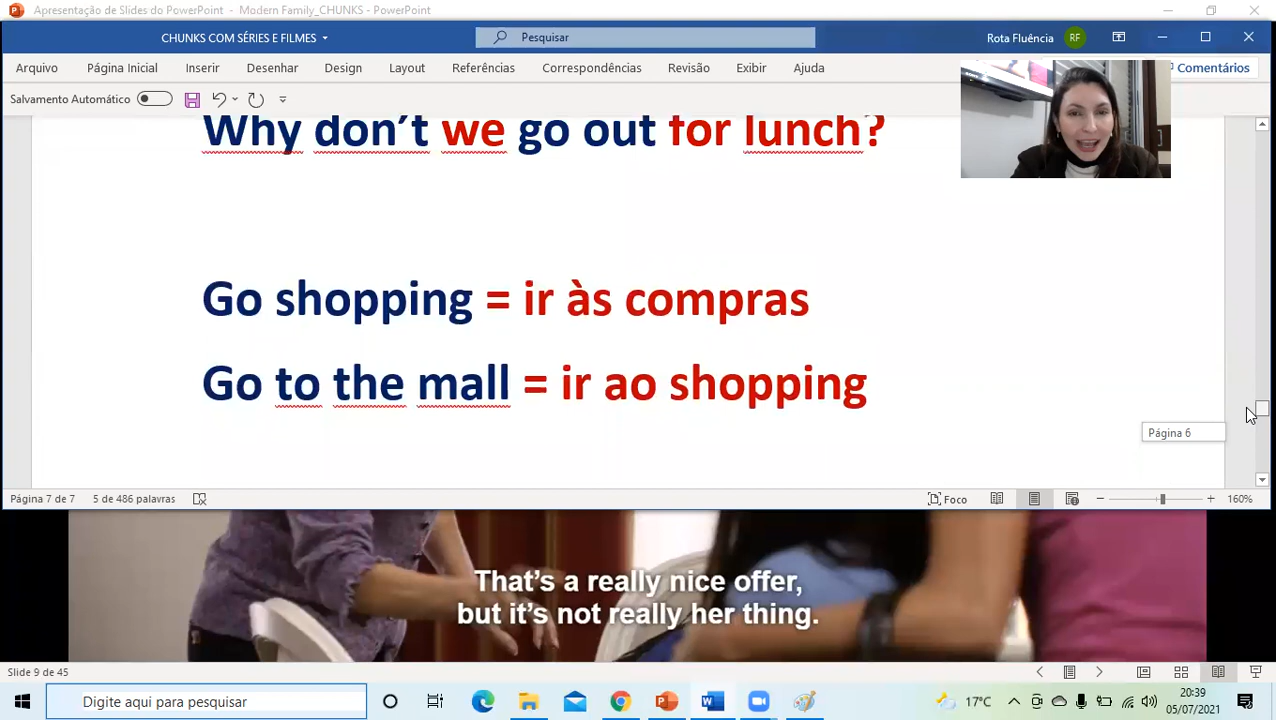 Apresentação de Slides do PowerPoint - Modern Family_CHUNKS - PowerPoint
CHUNKS COM SÉRIES E FILMES
Pesquisar
Rota Fluência
RF
Arquivo Página Inicial Inserir Desenhar Design Layout Referências Correspondências Revisão Exibir Ajuda
Comentários
Salvamento Automático
Why don't we go out for lunch?
Go shopping = ir às compras
Go to the mall = ir ao shopping
Página 6
Página 7 de 7 5 de 486 palavras
Foco
160%
That's a really nice offer,
but it's not really her thing.
Slide 9 de 45
Digite aqui para pesquisar
17°C
20:39
05/07/2021